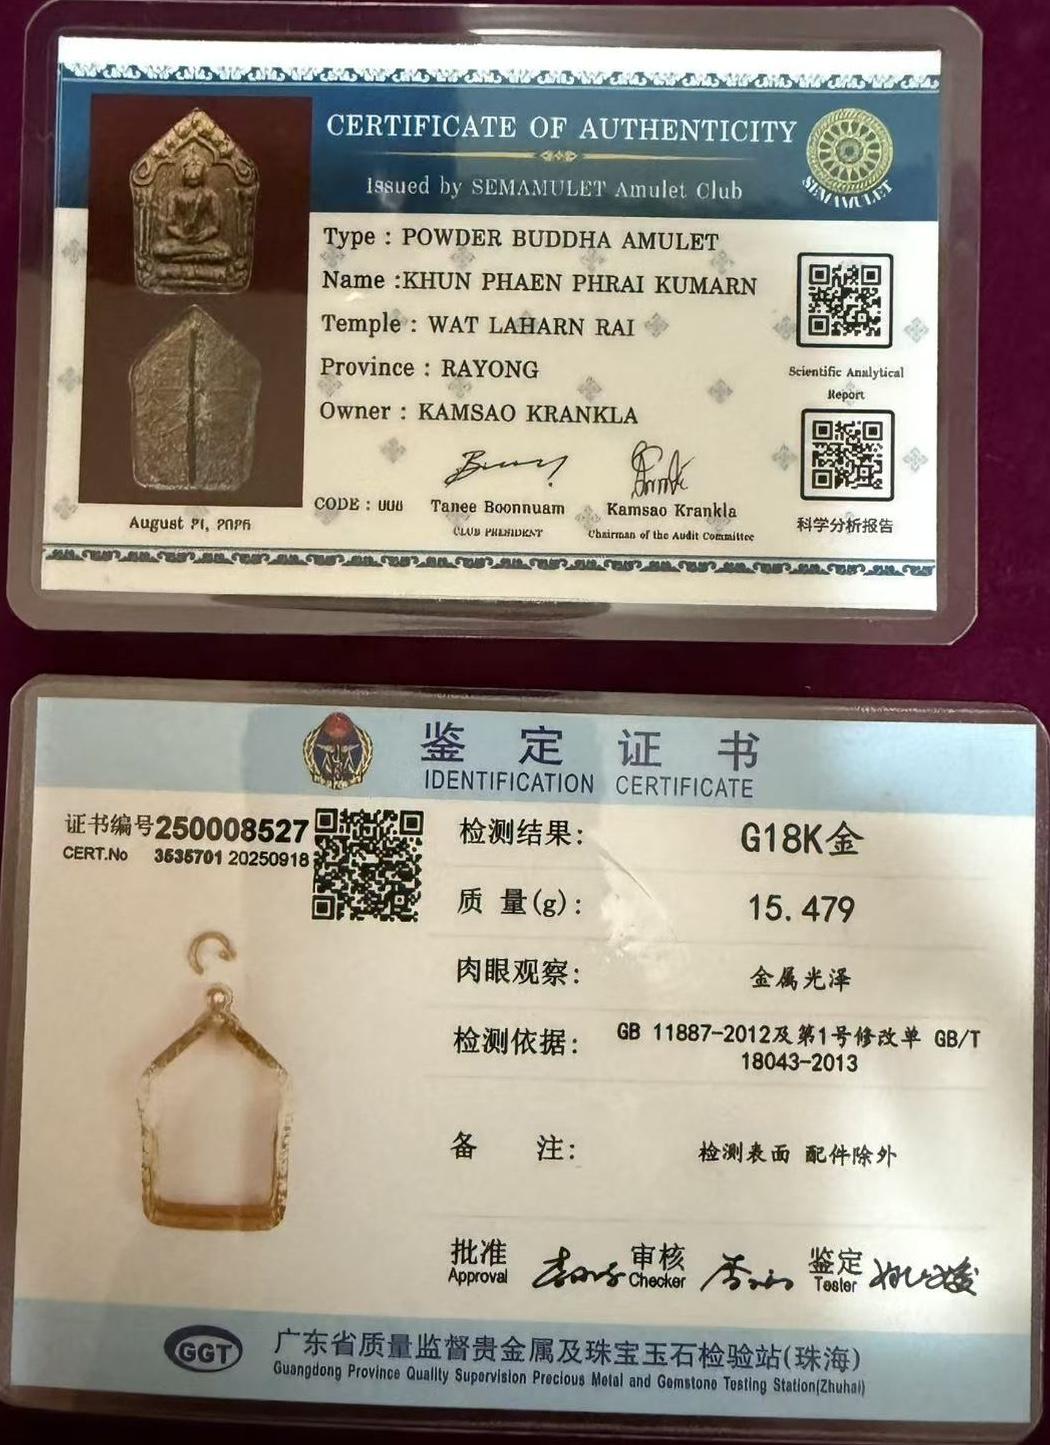 CERTIFICATE OF AUTHENTICITY
Issued by SEMAMULET Amulet Club
SEMAMULET
Type : POWDER BUDDHA AMULET
Name :KHUN PHAEN PHRAI KUMARN
Temple : WAT LAHARN RAI
Province : RAYONG
Owner : KAMSAO KRANKLA
Scientific Analytical
Report
CODE :
Tanee Boonnuam
Kamsao Krankla
CLUB PRESIDENT
Chairman of the Audit Committee
科学分析报告
August
鉴定证书
IDENTIFICATION CERTIFICATE
证书编号250008527
CERT.No 3535701 20250918
检测结果: G18K金
质 量(g): 15.479
肉眼观察: 金属光泽
检测依据: GB 11887-2012及第1号修改单 GB/T
18043-2013
备 注: 检测表面 配件除外
批准
Approval
审核
Checker
鉴定
Tester
GGT
广东省质量监督贵金属及珠宝玉石检验站(珠海)
Guangdong Province Quality Supervision Precious Metal and Gemstone Testing Station(Zhuhai)